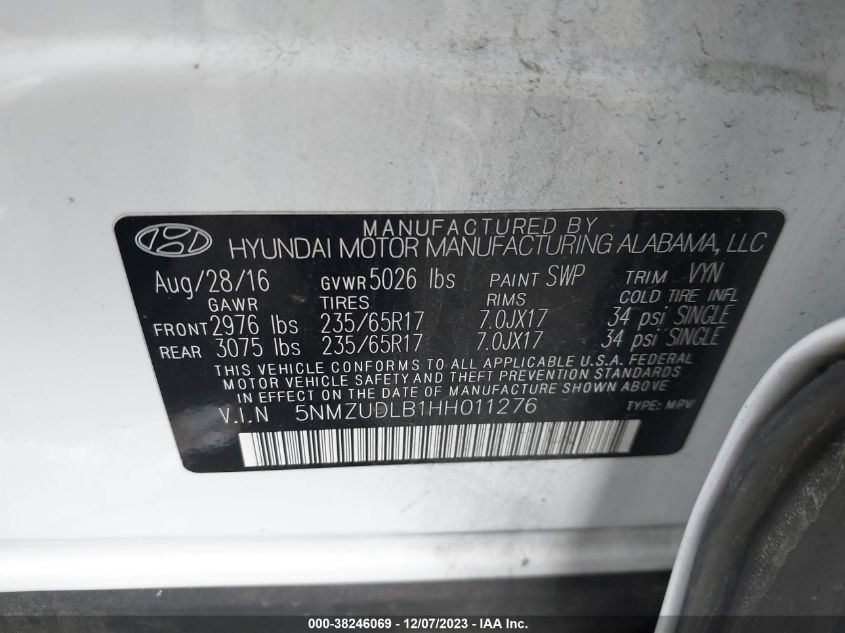 MANUFACTURED BY
HYUNDAI MOTOR MANUFACTURING ALABAMA, LLC
Aug/28/16 GVWR 5026 lbs PAINT SWP TRIM VYN
GAWR TIRES RIMS COLD TIRE INFL
FRONT 2976 lbs 235/65R17 7.0JX17 34 psi SINGLE
REAR 3075 lbs 235/65R17 7.0JX17 34 psi SINGLE
THIS VEHICLE CONFORMS TO ALL APPLICABLE U.S.A. FEDERAL
MOTOR VEHICLE SAFETY AND THEFT PREVENTION STANDARDS
IN EFFECT ON THE DATE OF MANUFACTURE SHOWN ABOVE.
V.I.N 5NMZUDLB1HH011276 TYPE: MPV
000-38246069 - 12/07/2023 - IAA Inc.